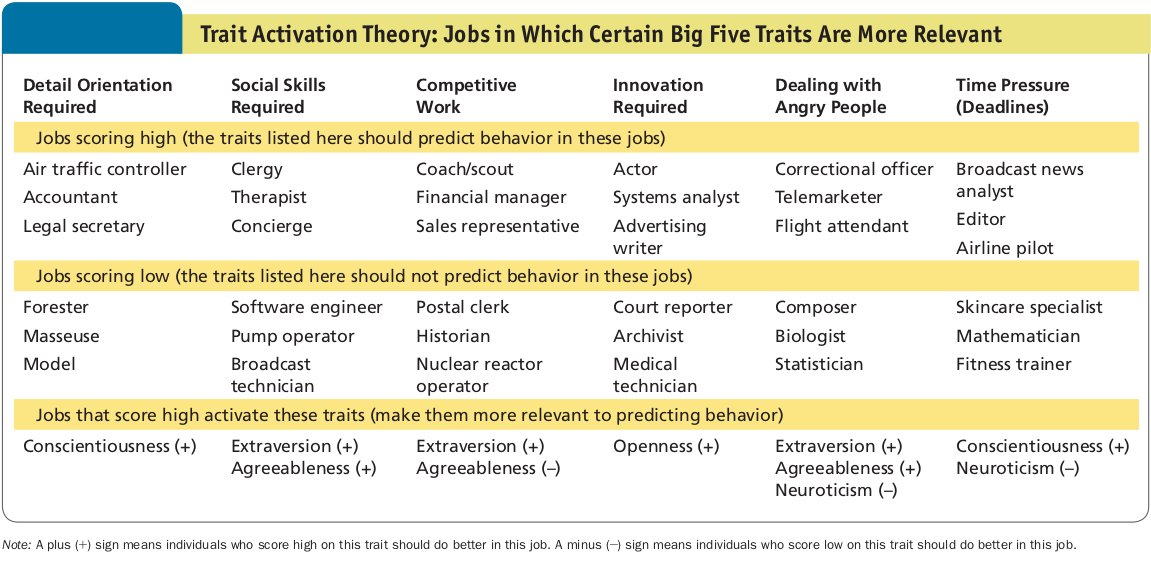 Trait Activation Theory: Jobs in Which Certain Big Five Traits Are More Relevant
Detail Orientation Required
Social Skills Required
Competitive Work
Innovation Required
Dealing with Angry People
Time Pressure (Deadlines)
Jobs scoring high (the traits listed here should predict behavior in these jobs)
Air traffic controller
Clergy
Coach/scout
Actor
Correctional officer
Broadcast news analyst
Accountant
Therapist
Financial manager
Systems analyst
Telemarketer
Editor
Legal secretary
Concierge
Sales representative
Advertising writer
Flight attendant
Airline pilot
Jobs scoring low (the traits listed here should not predict behavior in these jobs)
Forester
Software engineer
Postal clerk
Court reporter
Composer
Skincare specialist
Masseuse
Pump operator
Historian
Archivist
Biologist
Mathematician
Model
Broadcast technician
Nuclear reactor operator
Medical technician
Statistician
Fitness trainer
Jobs that score high activate these traits (make them more relevant to predicting behavior)
Conscientiousness (+)
Extraversion (+)
Agreeableness (+)
Extraversion (+)
Agreeableness (–)
Openness (+)
Extraversion (+)
Agreeableness (+)
Neuroticism (–)
Conscientiousness (+)
Neuroticism (–)
Note: A plus (+) sign means individuals who score high on this trait should do better in this job. A minus (–) sign means individuals who score low on this trait should do better in this job.